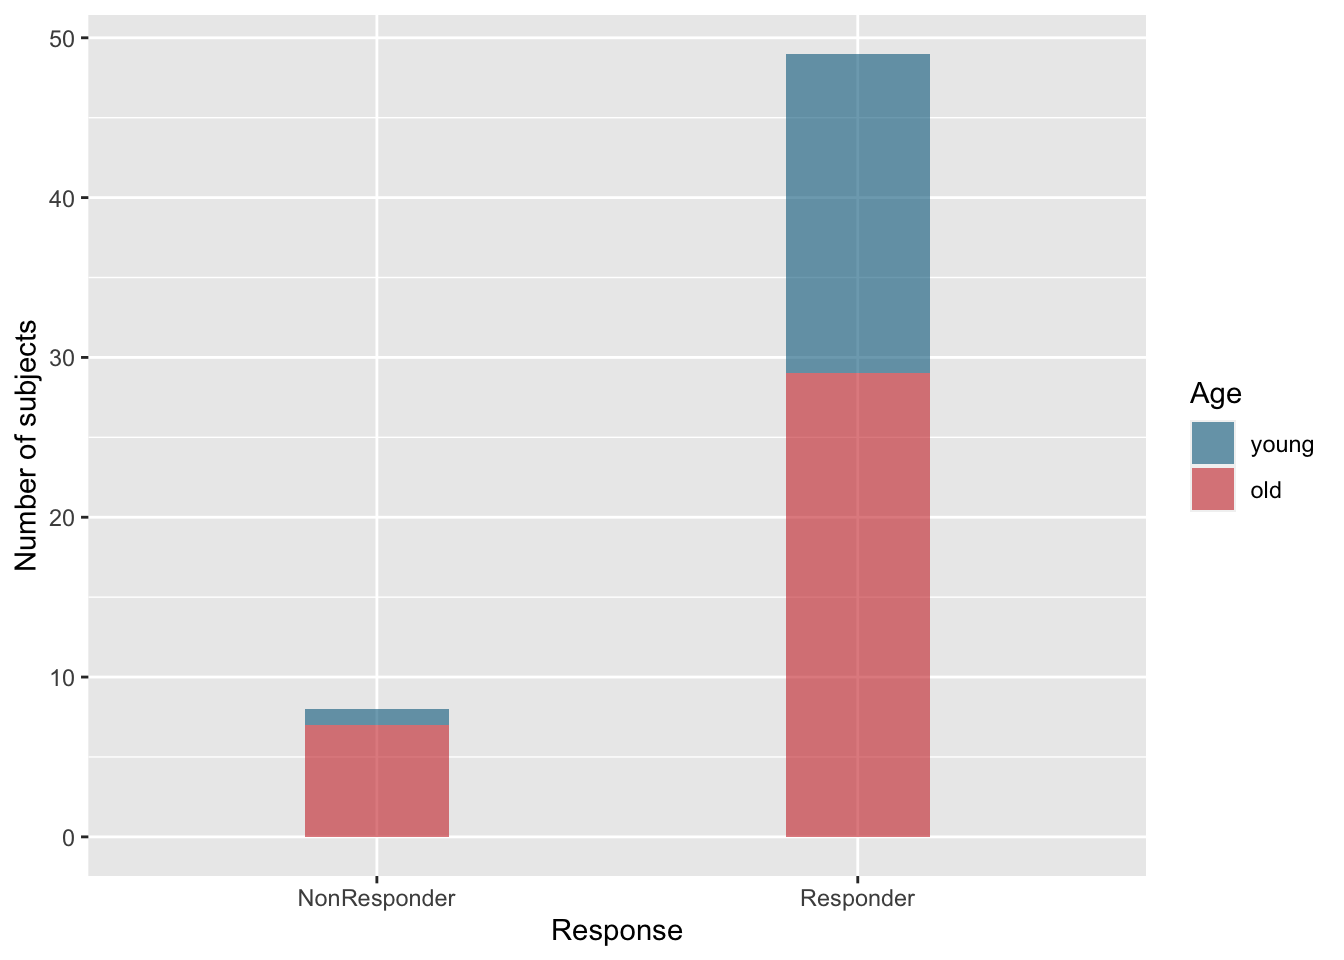 50
40
30
20
10
0
Number of subjects
NonResponder
Responder
Response
Age
young
old